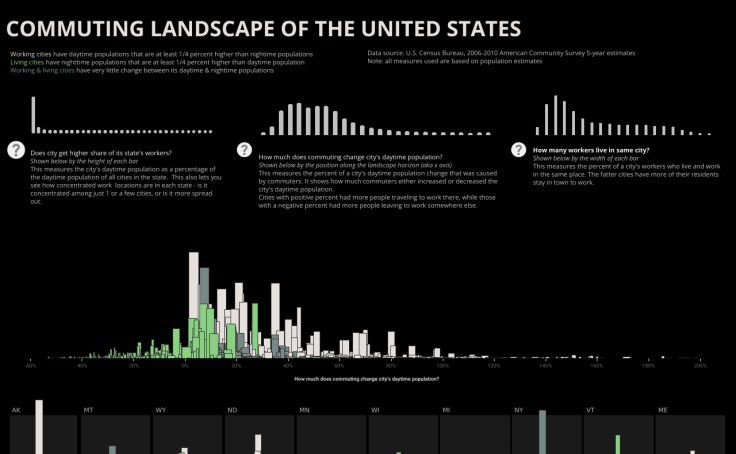 COMMUTING LANDSCAPE OF THE UNITED STATES
Working cities have daytime populations that are at least 1/4 percent higher than nightime populations
Living cities have nighttime populations that are at least 1/4 percent higher than daytime population
Working & living cities have very little change between its daytime & nightime populations
Data source: U.S. Census Bureau, 2006-2010 American Community Survey 5-year estimates
Note: all measures used are based on population estimates
?
Does city get higher share of its state's workers?
Shown below by the height of each bar
This measures the city's daytime population as a percentage of
the daytime population of all cities in the state. This also lets you
see how concentrated work locations are in each state - is it
concentrated among just 1 or a few cities, or is it more spread
out.
?
How much does commuting change city's daytime population?
Shown below by the position along the landscape horizon (aka x axis)
This measures the percent of a city's daytime population change that was caused
by commuters. It shows how much commuters either increased or decreased the
city's daytime population.
Cities with positive percent had more people traveling to work there, while those
with a negative percent had more people leaving to work somewhere else.
?
How many workers live in same city?
Shown below by the width of each bar
This measures the percent of a city's workers who live and work
in the same place. The fatter cities have more of their residents
stay in town to work.
-60% -40% -20% 0% 20% 40% 60% 80% 100% 120% 140% 160% 180% 200%
How much does commuting change city's daytime population?
AK MT WY ND MN WI MI NY VT ME